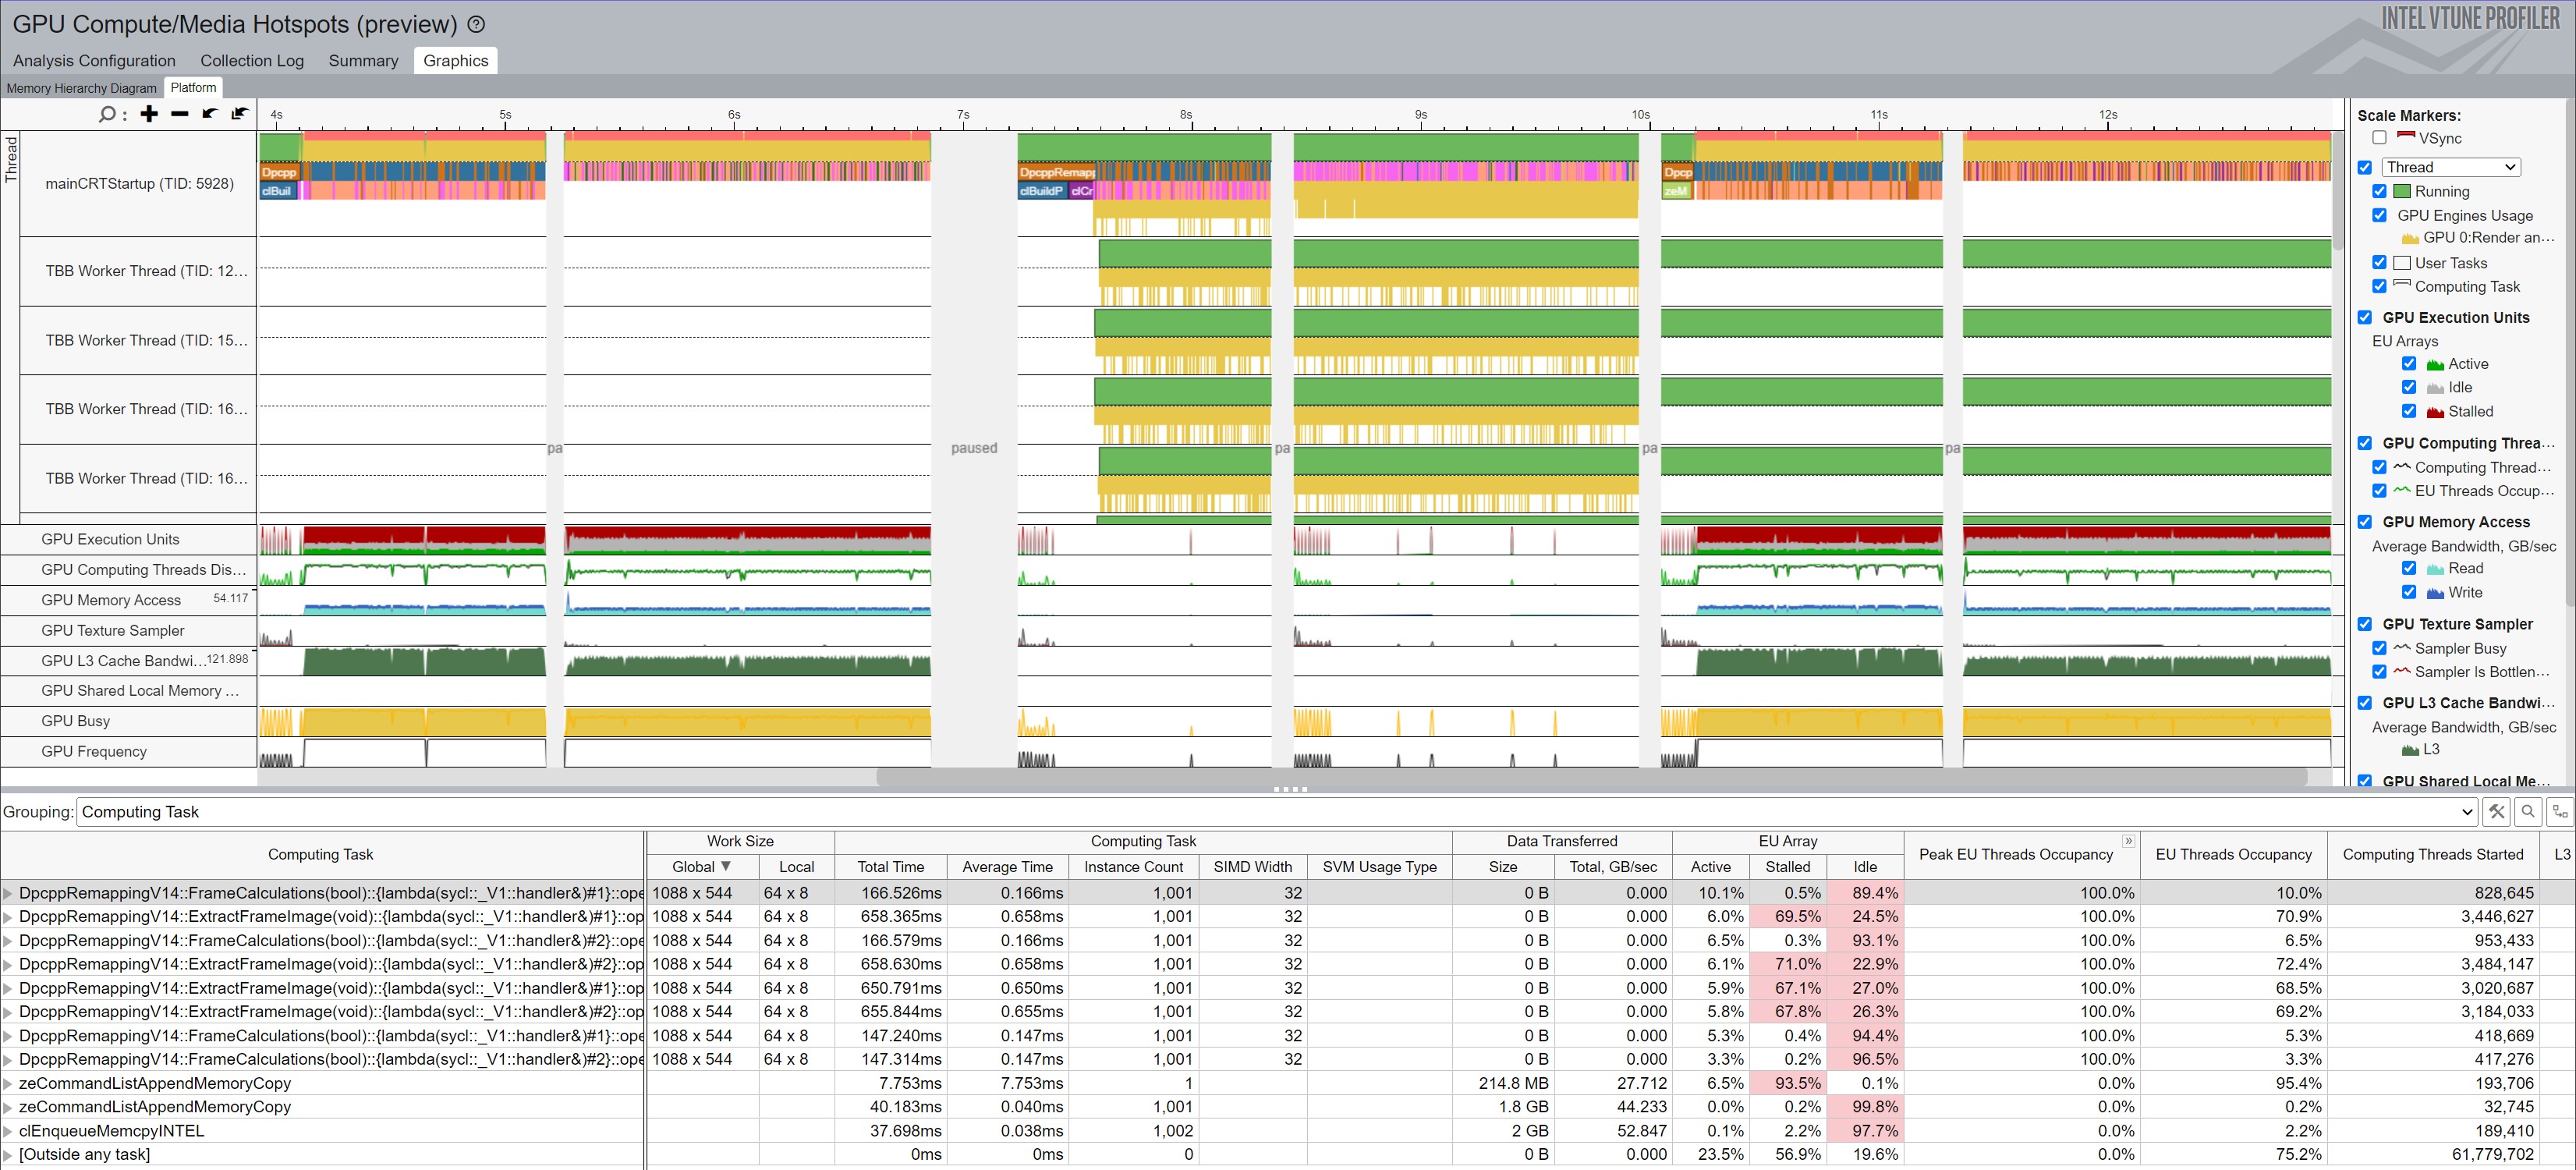 GPU Compute/Media Hotspots (preview) ?
INTEL VTUNE PROFILER
Analysis Configuration Collection Log Summary Graphics
Memory Hierarchy Diagram Platform
4s 5s 6s 7s 8s 9s 10s 11s 12s
Thread
mainCRTStartup (TID: 5928)
Dpcpp DpcppRemap Dpcp
clBuil clBuildP clCr zeM
TBB Worker Thread (TID: 12...
TBB Worker Thread (TID: 15...
TBB Worker Thread (TID: 16...
pa paused pa pa pa
TBB Worker Thread (TID: 16...
GPU Execution Units
GPU Computing Threads Dis...
GPU Memory Access 54.117
GPU Texture Sampler
GPU L3 Cache Bandwi... 121.898
GPU Shared Local Memory ...
GPU Busy
GPU Frequency
Scale Markers:
VSync
Thread
Running
GPU Engines Usage
GPU 0:Render an...
User Tasks
Computing Task
GPU Execution Units
EU Arrays
Active
Idle
Stalled
GPU Computing Threa...
Computing Thread...
EU Threads Occup...
GPU Memory Access
Average Bandwidth, GB/sec
Read
Write
GPU Texture Sampler
Sampler Busy
Sampler Is Bottlen...
GPU L3 Cache Bandwi...
Average Bandwidth, GB/sec
L3
GPU Shared Local Me...
Grouping: Computing Task
Computing Task Work Size Computing Task Data Transferred EU Array Peak EU Threads Occupancy » EU Threads Occupancy Computing Threads Started L3
Global ▼ Local Total Time Average Time Instance Count SIMD Width SVM Usage Type Size Total, GB/sec Active Stalled Idle
DpcppRemappingV14::FrameCalculations(bool)::{lambda(sycl::_V1::handler&)#1}::ope 1088 x 544 64 x 8 166.526ms 0.166ms 1,001 32 0 B 0.000 10.1% 0.5% 89.4% 100.0% 10.0% 828,645
DpcppRemappingV14::ExtractFrameImage(void)::{lambda(sycl::_V1::handler&)#1}::op 1088 x 544 64 x 8 658.365ms 0.658ms 1,001 32 0 B 0.000 6.0% 69.5% 24.5% 100.0% 70.9% 3,446,627
DpcppRemappingV14::FrameCalculations(bool)::{lambda(sycl::_V1::handler&)#2}::ope 1088 x 544 64 x 8 166.579ms 0.166ms 1,001 32 0 B 0.000 6.5% 0.3% 93.1% 100.0% 6.5% 953,433
DpcppRemappingV14::ExtractFrameImage(void)::{lambda(sycl::_V1::handler&)#2}::op 1088 x 544 64 x 8 658.630ms 0.658ms 1,001 32 0 B 0.000 6.1% 71.0% 22.9% 100.0% 72.4% 3,484,147
DpcppRemappingV14::ExtractFrameImage(void)::{lambda(sycl::_V1::handler&)#1}::op 1088 x 544 64 x 8 650.791ms 0.650ms 1,001 32 0 B 0.000 5.9% 67.1% 27.0% 100.0% 68.5% 3,020,687
DpcppRemappingV14::ExtractFrameImage(void)::{lambda(sycl::_V1::handler&)#2}::op 1088 x 544 64 x 8 655.844ms 0.655ms 1,001 32 0 B 0.000 5.8% 67.8% 26.3% 100.0% 69.2% 3,184,033
DpcppRemappingV14::FrameCalculations(bool)::{lambda(sycl::_V1::handler&)#1}::ope 1088 x 544 64 x 8 147.240ms 0.147ms 1,001 32 0 B 0.000 5.3% 0.4% 94.4% 100.0% 5.3% 418,669
DpcppRemappingV14::FrameCalculations(bool)::{lambda(sycl::_V1::handler&)#2}::ope 1088 x 544 64 x 8 147.314ms 0.147ms 1,001 32 0 B 0.000 3.3% 0.2% 96.5% 100.0% 3.3% 417,276
zeCommandListAppendMemoryCopy 7.753ms 7.753ms 1 214.8 MB 27.712 6.5% 93.5% 0.1% 0.0% 95.4% 193,706
zeCommandListAppendMemoryCopy 40.183ms 0.040ms 1,001 1.8 GB 44.233 0.0% 0.2% 99.8% 0.0% 0.2% 32,745
clEnqueueMemcpyINTEL 37.698ms 0.038ms 1,002 2 GB 52.847 0.1% 2.2% 97.7% 0.0% 2.2% 189,410
[Outside any task] 0ms 0ms 0 0 B 0.000 23.5% 56.9% 19.6% 0.0% 75.2% 61,779,702